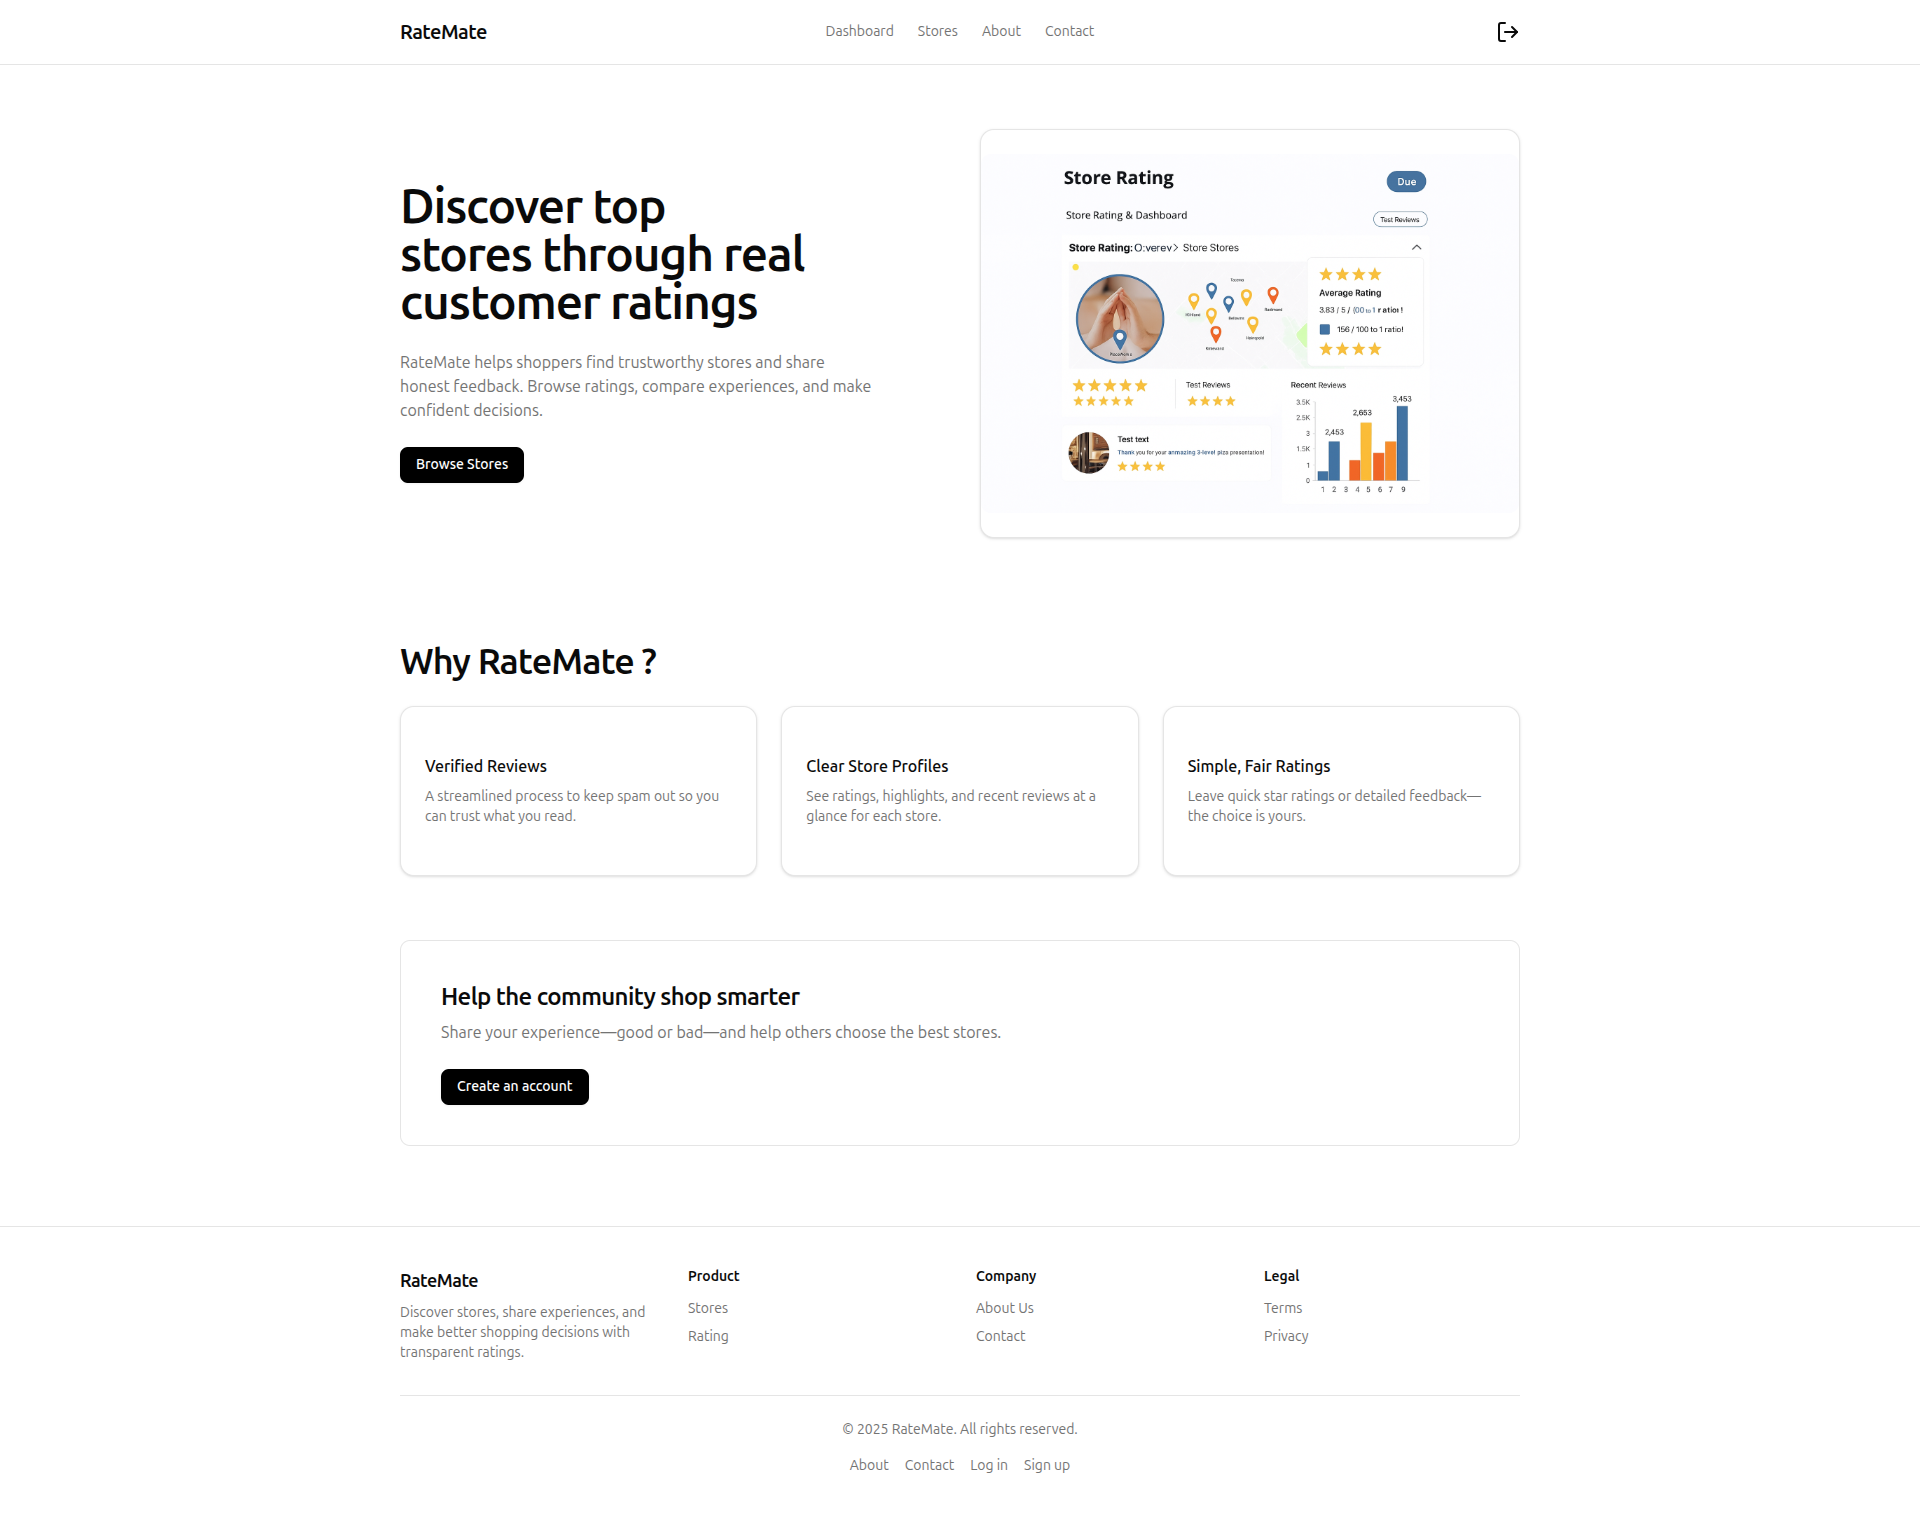 RateMate
Dashboard Stores About Contact
Discover top
stores through real
customer ratings
RateMate helps shoppers find trustworthy stores and share
honest feedback. Browse ratings, compare experiences, and make
confident decisions.
Browse Stores
Store Rating
Due
Store Rating & Dashboard
Test Reviews
Store Rating: O:verev> Store Stores
Average Rating
3.83 / 5 / (00 to 1 ratio!
156 / 100 to 1 ratio!
Test Reviews
Recent Reviews
3.5K
2.5K
3
1.5K
1
0
2,453
2,653
3,453
1 2 3 4 5 6 7 9
Test text
Thank you for your anmazing 3-level pizs presentation!
Why RateMate ?
Verified Reviews
A streamlined process to keep spam out so you
can trust what you read.
Clear Store Profiles
See ratings, highlights, and recent reviews at a
glance for each store.
Simple, Fair Ratings
Leave quick star ratings or detailed feedback—
the choice is yours.
Help the community shop smarter
Share your experience—good or bad—and help others choose the best stores.
Create an account
RateMate
Discover stores, share experiences, and
make better shopping decisions with
transparent ratings.
Product
Stores
Rating
Company
About Us
Contact
Legal
Terms
Privacy
© 2025 RateMate. All rights reserved.
About Contact Log in Sign up